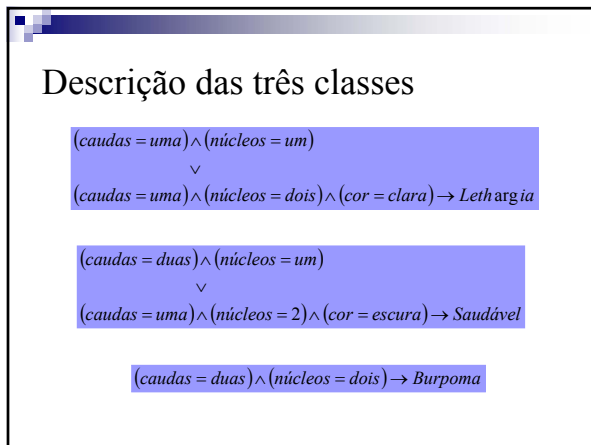 Descrição das três classes
(caudas = uma) ∧ (núcleos = um)
∨
(caudas = uma) ∧ (núcleos = dois) ∧ (cor = clara) → Lethargia
(caudas = duas) ∧ (núcleos = um)
∨
(caudas = uma) ∧ (núcleos = 2) ∧ (cor = escura) → Saudável
(caudas = duas) ∧ (núcleos = dois) → Burpoma